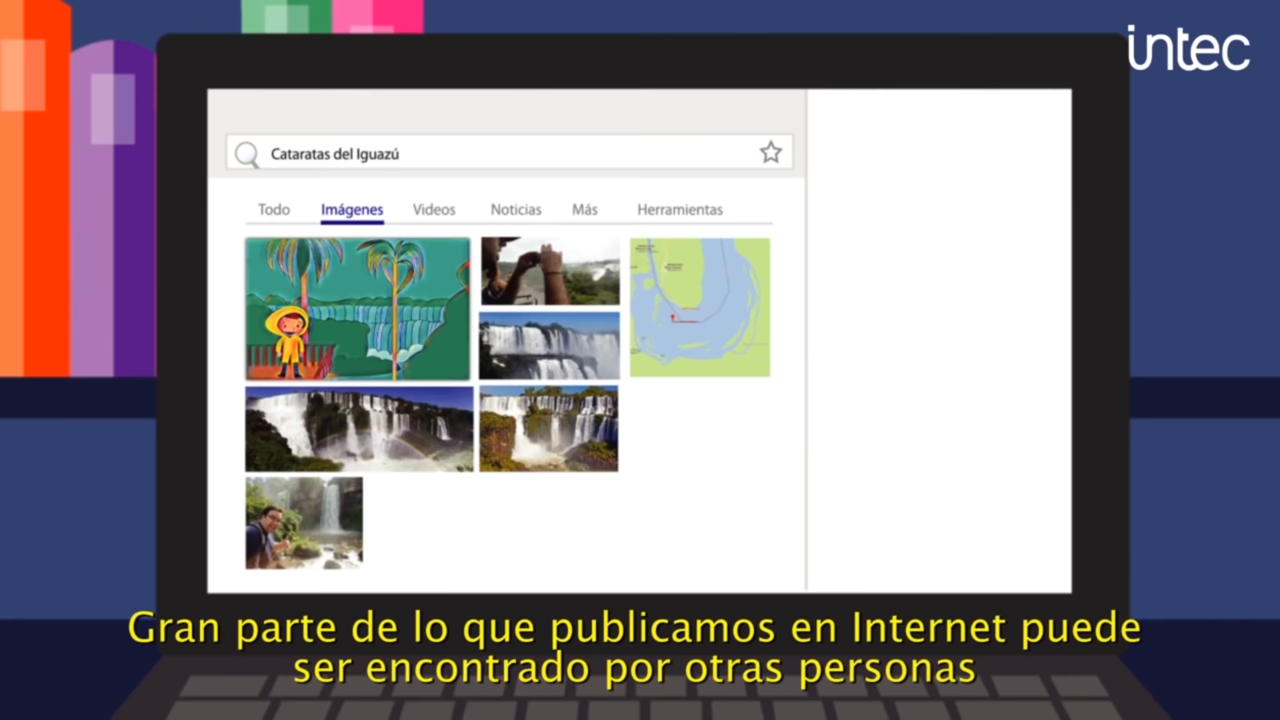 intec
Cataratas del Iguazú
Todo Imágenes Videos Noticias Más Herramientas
Gran parte de lo que publicamos en Internet puede
ser encontrado por otras personas